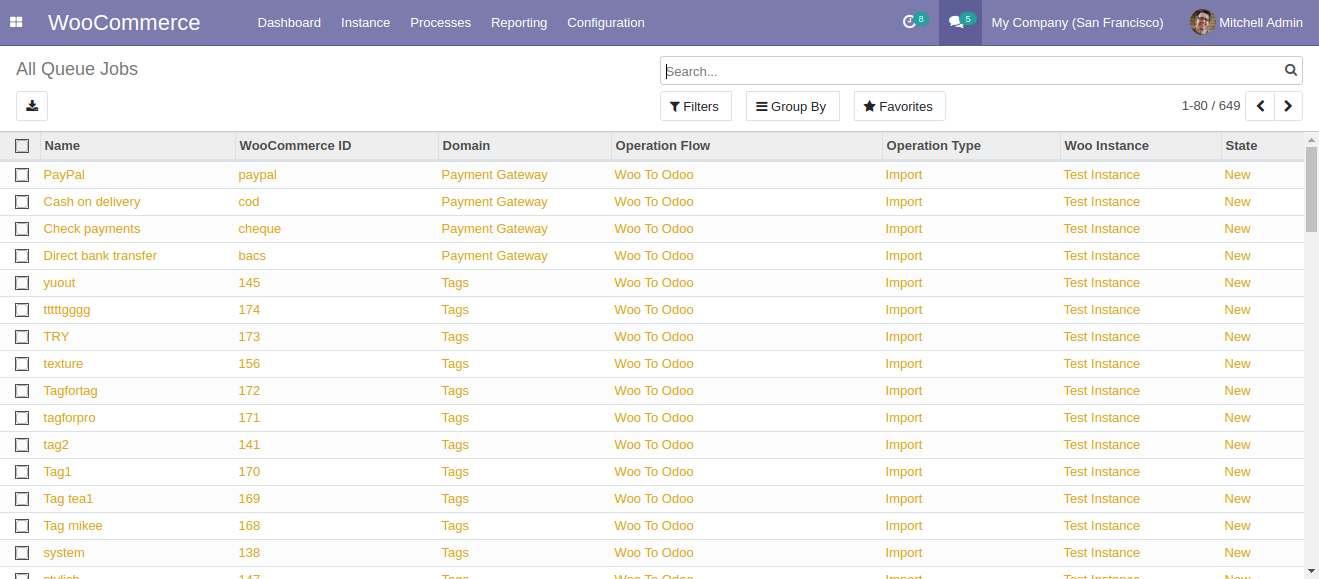 WooCommerce Dashboard Instance Processes Reporting Configuration 8 5 My Company (San Francisco) Mitchell Admin
All Queue Jobs Search...
Filters Group By Favorites 1-80 / 649
Name WooCommerce ID Domain Operation Flow Operation Type Woo Instance State
PayPal paypal Payment Gateway Woo To Odoo Import Test Instance New
Cash on delivery cod Payment Gateway Woo To Odoo Import Test Instance New
Check payments cheque Payment Gateway Woo To Odoo Import Test Instance New
Direct bank transfer bacs Payment Gateway Woo To Odoo Import Test Instance New
yuout 145 Tags Woo To Odoo Import Test Instance New
tttttgggg 174 Tags Woo To Odoo Import Test Instance New
TRY 173 Tags Woo To Odoo Import Test Instance New
texture 156 Tags Woo To Odoo Import Test Instance New
Tagfortag 172 Tags Woo To Odoo Import Test Instance New
tagforpro 171 Tags Woo To Odoo Import Test Instance New
tag2 141 Tags Woo To Odoo Import Test Instance New
Tag1 170 Tags Woo To Odoo Import Test Instance New
Tag tea1 169 Tags Woo To Odoo Import Test Instance New
Tag mikee 168 Tags Woo To Odoo Import Test Instance New
system 138 Tags Woo To Odoo Import Test Instance New
stylish 147 Tags Woo To Odoo Import Test Instance New